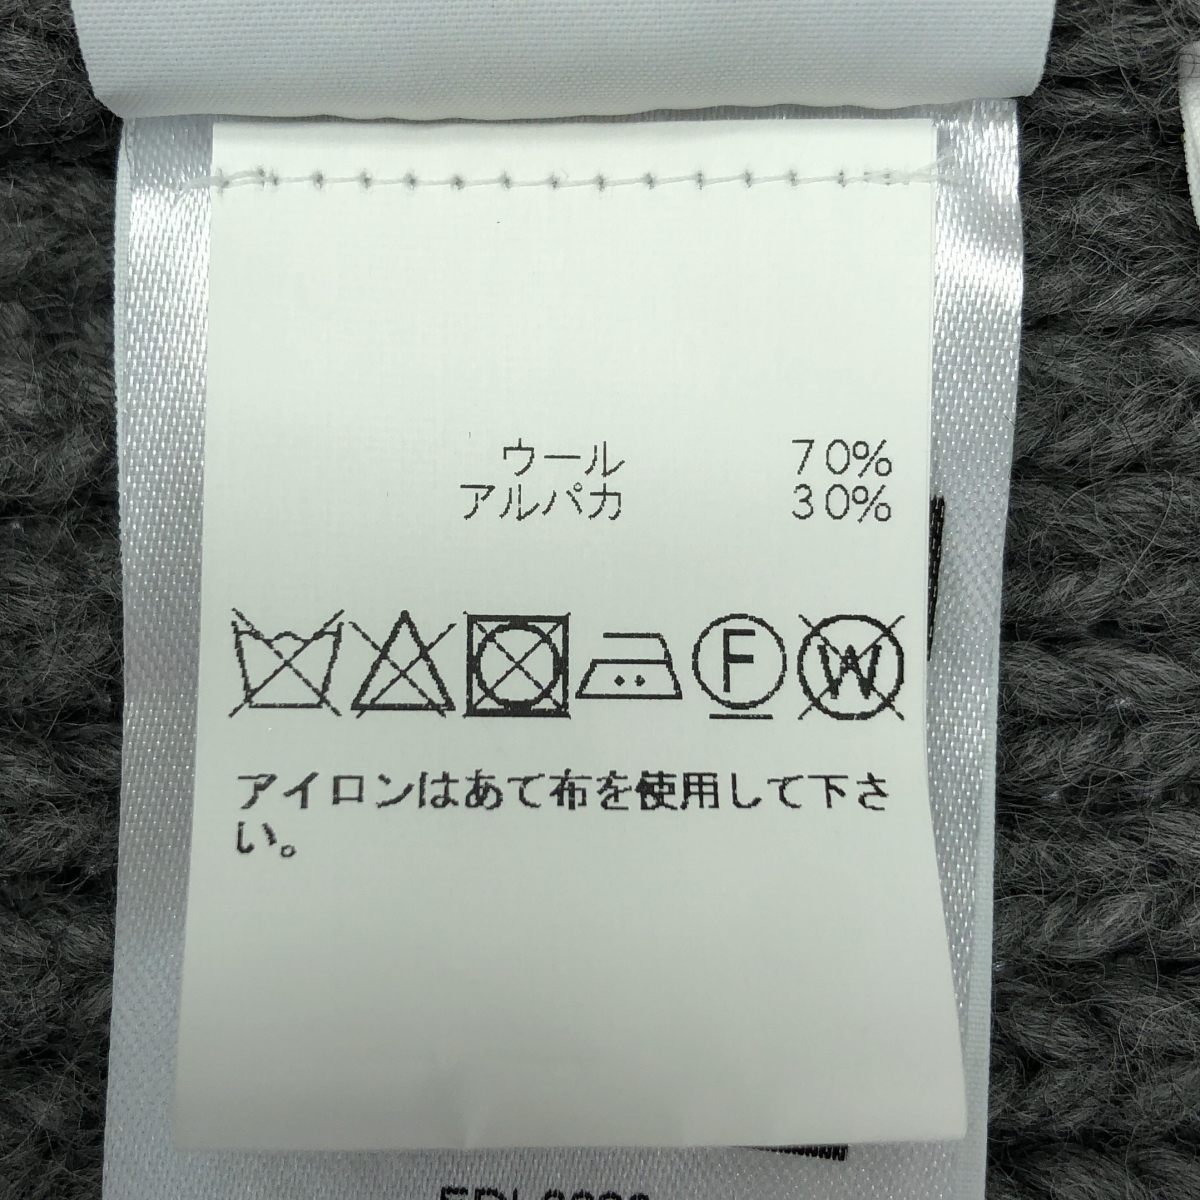 ウール 70%
アルパカ 30%
F W
アイロンはあて布を使用して下さ
い。